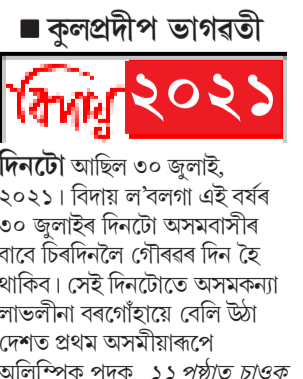 ■ কুলপ্ৰদীপ ভাগৱতী
বিদায় ২০২১
দিনটো আছিল ৩০ জুলাই,
২০২১। বিদায় ল'বলগা এই বৰ্ষৰ
৩০ জুলাইৰ দিনটো অসমবাসীৰ
বাবে চিৰদিনলৈ গৌৰৱৰ দিন হৈ
থাকিব। সেই দিনটোতে অসমকন্যা
লাভলীনা বৰগোঁহায়ে বেলি উঠা
দেশত প্ৰথম অসমীয়াৰূপে
অলিম্পিক পদক ১১ পৃষ্ঠাত চাওক